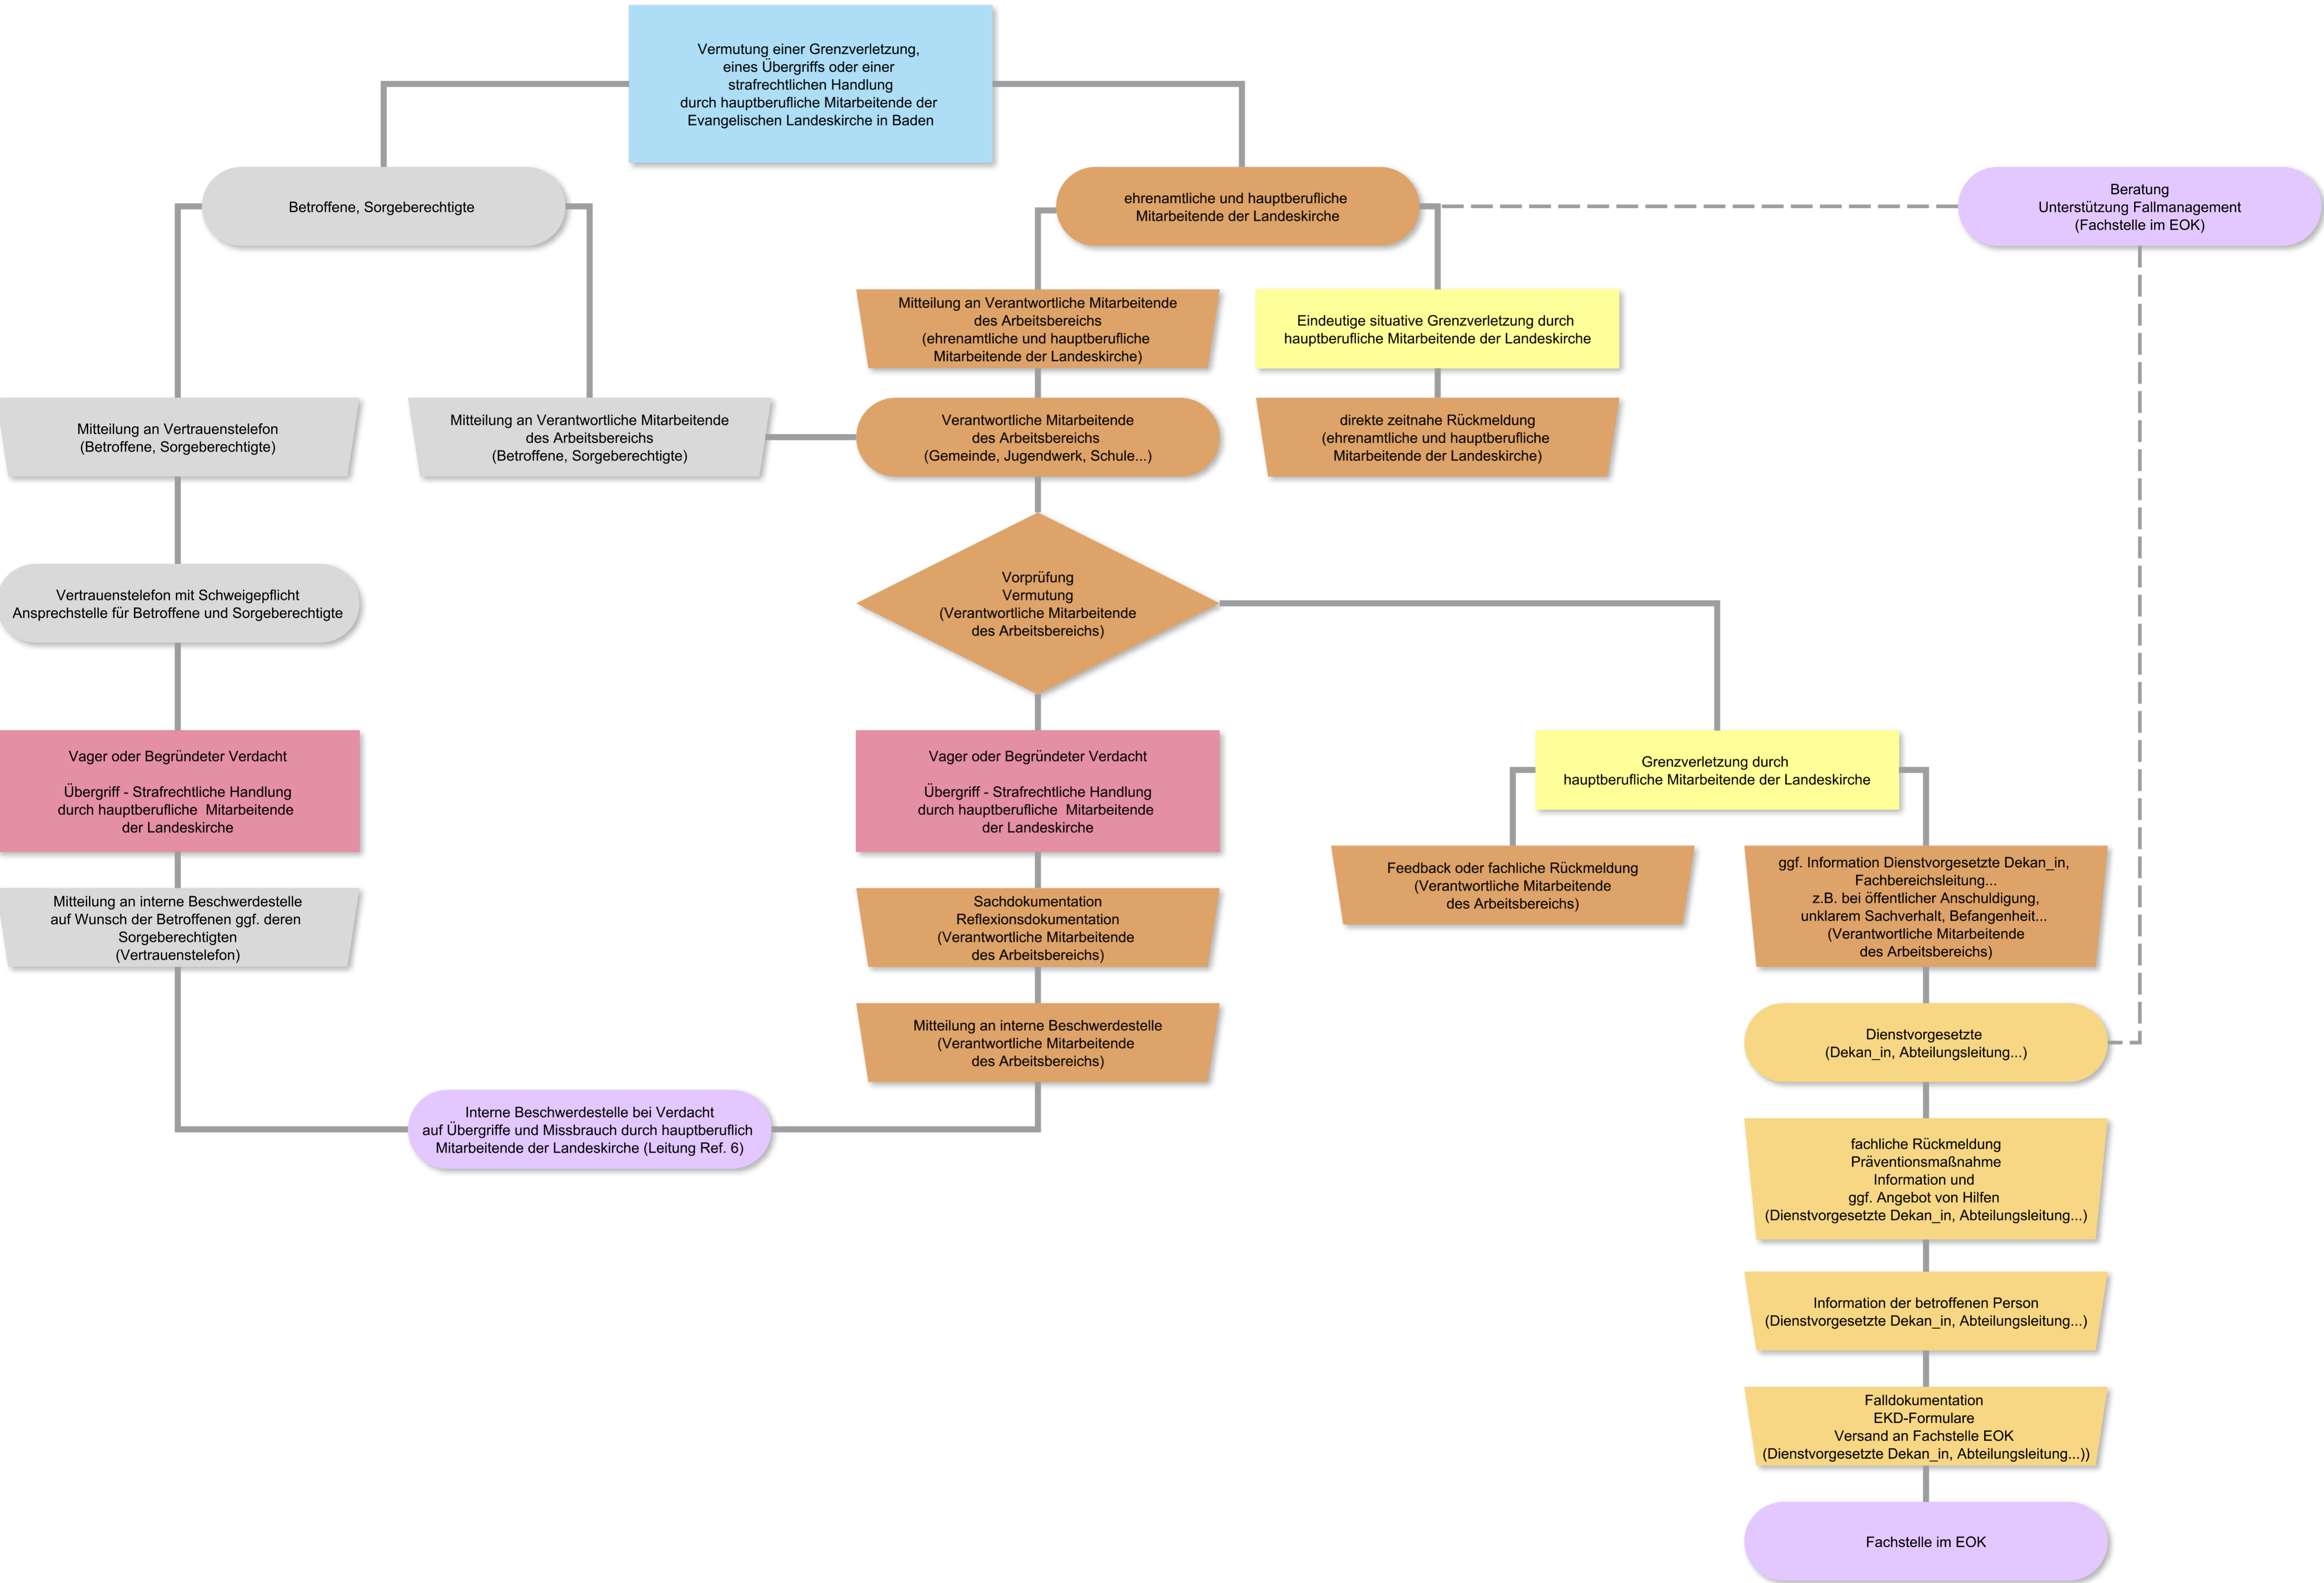 Vermutung einer Grenzverletzung,
eines Übergriffs oder einer
strafrechtlichen Handlung
durch hauptberufliche Mitarbeitende der
Evangelischen Landeskirche in Baden
Betroffene, Sorgeberechtigte
ehrenamtliche und hauptberufliche
Mitarbeitende der Landeskirche
Beratung
Unterstützung Fallmanagement
(Fachstelle im EOK)
Mitteilung an Verantwortliche Mitarbeitende
des Arbeitsbereichs
(ehrenamtliche und hauptberufliche
Mitarbeitende der Landeskirche)
Eindeutige situative Grenzverletzung durch
hauptberufliche Mitarbeitende der Landeskirche
Mitteilung an Vertrauenstelefon
(Betroffene, Sorgeberechtigte)
Mitteilung an Verantwortliche Mitarbeitende
des Arbeitsbereichs
(Betroffene, Sorgeberechtigte)
Verantwortliche Mitarbeitende
des Arbeitsbereichs
(Gemeinde, Jugendwerk, Schule...)
direkte zeitnahe Rückmeldung
(ehrenamtliche und hauptberufliche
Mitarbeitende der Landeskirche)
Vertrauenstelefon mit Schweigepflicht
Ansprechstelle für Betroffene und Sorgeberechtigte
Vorprüfung
Vermutung
(Verantwortliche Mitarbeitende
des Arbeitsbereichs)
Vager oder Begründeter Verdacht
Übergriff - Strafrechtliche Handlung
durch hauptberufliche  Mitarbeitende
der Landeskirche
Vager oder Begründeter Verdacht
Übergriff - Strafrechtliche Handlung
durch hauptberufliche  Mitarbeitende
der Landeskirche
Grenzverletzung durch
hauptberufliche Mitarbeitende der Landeskirche
Mitteilung an interne Beschwerdestelle
auf Wunsch der Betroffenen ggf. deren
Sorgeberechtigten
(Vertrauenstelefon)
Sachdokumentation
Reflexionsdokumentation
(Verantwortliche Mitarbeitende
des Arbeitsbereichs)
Feedback oder fachliche Rückmeldung
(Verantwortliche Mitarbeitende
des Arbeitsbereichs)
ggf. Information Dienstvorgesetzte Dekan_in,
Fachbereichsleitung...
z.B. bei öffentlicher Anschuldigung,
unklarem Sachverhalt, Befangenheit...
(Verantwortliche Mitarbeitende
des Arbeitsbereichs)
Mitteilung an interne Beschwerdestelle
(Verantwortliche Mitarbeitende
des Arbeitsbereichs)
Dienstvorgesetzte
(Dekan_in, Abteilungsleitung...)
Interne Beschwerdestelle bei Verdacht
auf Übergriffe und Missbrauch durch hauptberuflich
Mitarbeitende der Landeskirche (Leitung Ref. 6)
fachliche Rückmeldung
Präventionsmaßnahme
Information und
ggf. Angebot von Hilfen
(Dienstvorgesetzte Dekan_in, Abteilungsleitung...)
Information der betroffenen Person
(Dienstvorgesetzte Dekan_in, Abteilungsleitung...)
Falldokumentation
EKD-Formulare
Versand an Fachstelle EOK
(Dienstvorgesetzte Dekan_in, Abteilungsleitung...))
Fachstelle im EOK